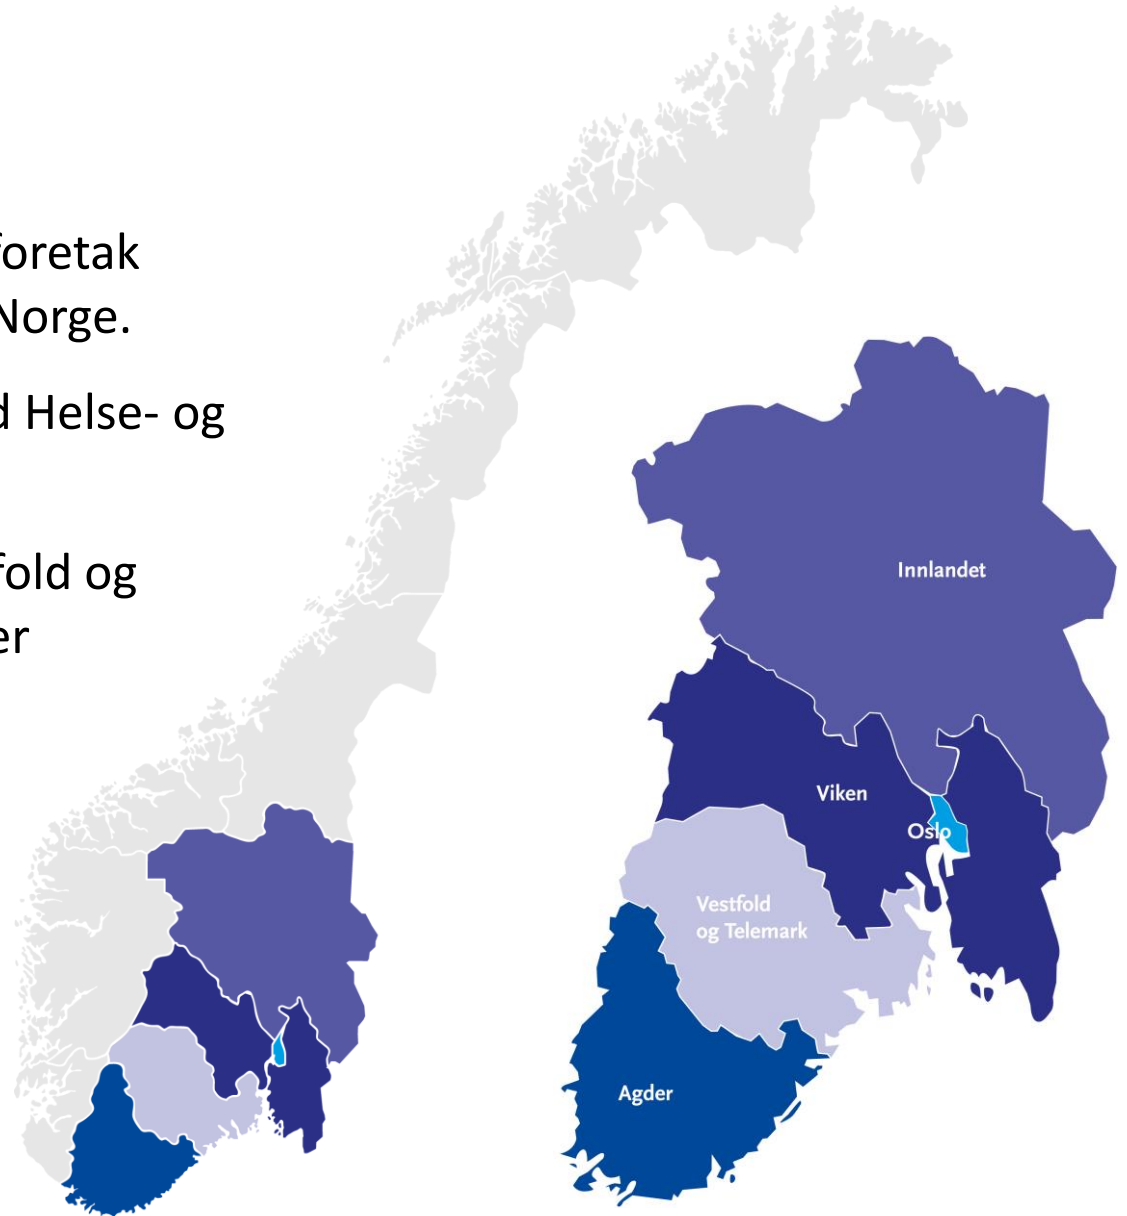 foretak
Norge.
d Helse- og
fold og
er
Innlandet
Viken
Oslo
Vestfold
og Telemark
Agder